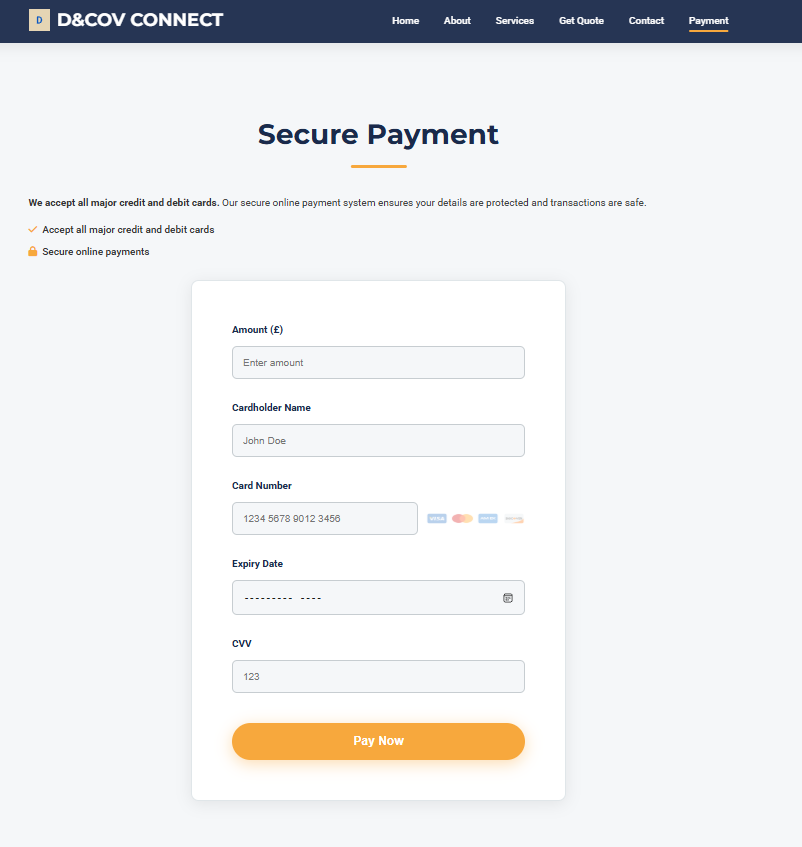 D D&COV CONNECT Home About Services Get Quote Contact Payment
Secure Payment
We accept all major credit and debit cards. Our secure online payment system ensures your details are protected and transactions are safe.
Accept all major credit and debit cards
Secure online payments
Amount (£)
Enter amount
Cardholder Name
John Doe
Card Number
1234 5678 9012 3456 VISA
Expiry Date
--------- ----
CVV
123
Pay Now